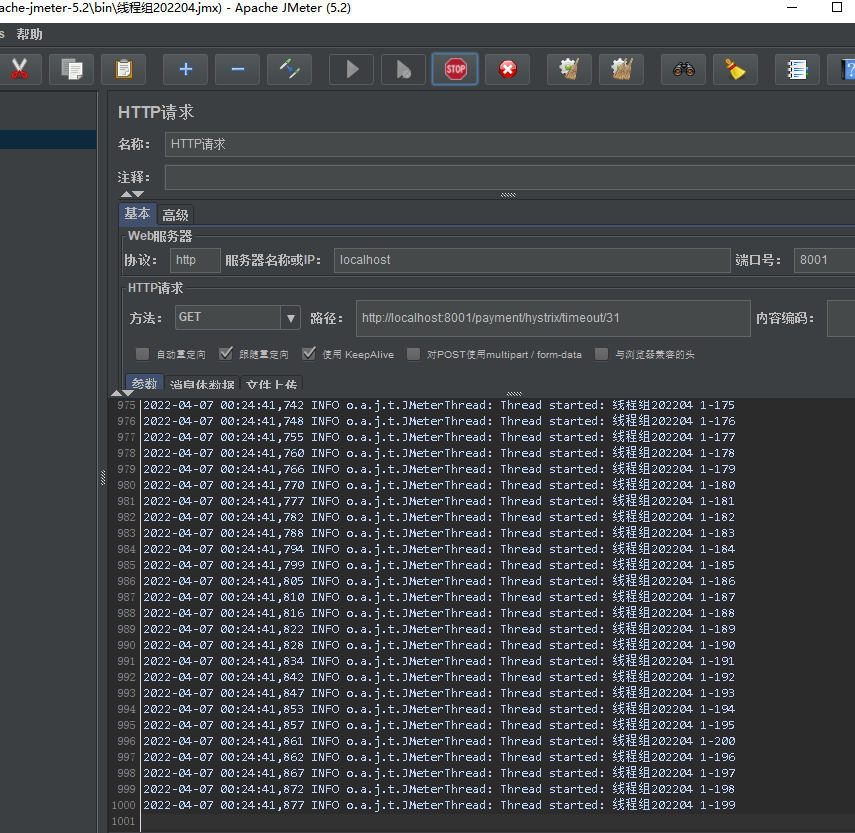 ache-jmeter-5.2\bin\线程组202204.jmx) - Apache JMeter (5.2)
s 帮助
STOP
?
HTTP请求
名称： HTTP请求
注释：
基本 高级
Web服务器
协议： http 服务器名称或IP： localhost 端口号： 8001
HTTP请求
方法： GET 路径： http://localhost:8001/payment/hystrix/timeout/31 内容编码：
自动重定向 跟随重定向 使用 KeepAlive 对POST使用multipart / form-data 与浏览器兼容的头
参数 消息体数据 文件上传
975 2022-04-07 00:24:41,742 INFO o.a.j.t.JMeterThread: Thread started: 线程组202204 1-175
976 2022-04-07 00:24:41,748 INFO o.a.j.t.JMeterThread: Thread started: 线程组202204 1-176
977 2022-04-07 00:24:41,755 INFO o.a.j.t.JMeterThread: Thread started: 线程组202204 1-177
978 2022-04-07 00:24:41,760 INFO o.a.j.t.JMeterThread: Thread started: 线程组202204 1-178
979 2022-04-07 00:24:41,766 INFO o.a.j.t.JMeterThread: Thread started: 线程组202204 1-179
980 2022-04-07 00:24:41,770 INFO o.a.j.t.JMeterThread: Thread started: 线程组202204 1-180
981 2022-04-07 00:24:41,777 INFO o.a.j.t.JMeterThread: Thread started: 线程组202204 1-181
982 2022-04-07 00:24:41,782 INFO o.a.j.t.JMeterThread: Thread started: 线程组202204 1-182
983 2022-04-07 00:24:41,788 INFO o.a.j.t.JMeterThread: Thread started: 线程组202204 1-183
984 2022-04-07 00:24:41,794 INFO o.a.j.t.JMeterThread: Thread started: 线程组202204 1-184
985 2022-04-07 00:24:41,799 INFO o.a.j.t.JMeterThread: Thread started: 线程组202204 1-185
986 2022-04-07 00:24:41,805 INFO o.a.j.t.JMeterThread: Thread started: 线程组202204 1-186
987 2022-04-07 00:24:41,810 INFO o.a.j.t.JMeterThread: Thread started: 线程组202204 1-187
988 2022-04-07 00:24:41,816 INFO o.a.j.t.JMeterThread: Thread started: 线程组202204 1-188
989 2022-04-07 00:24:41,822 INFO o.a.j.t.JMeterThread: Thread started: 线程组202204 1-189
990 2022-04-07 00:24:41,828 INFO o.a.j.t.JMeterThread: Thread started: 线程组202204 1-190
991 2022-04-07 00:24:41,834 INFO o.a.j.t.JMeterThread: Thread started: 线程组202204 1-191
992 2022-04-07 00:24:41,842 INFO o.a.j.t.JMeterThread: Thread started: 线程组202204 1-192
993 2022-04-07 00:24:41,847 INFO o.a.j.t.JMeterThread: Thread started: 线程组202204 1-193
994 2022-04-07 00:24:41,853 INFO o.a.j.t.JMeterThread: Thread started: 线程组202204 1-194
995 2022-04-07 00:24:41,857 INFO o.a.j.t.JMeterThread: Thread started: 线程组202204 1-195
996 2022-04-07 00:24:41,861 INFO o.a.j.t.JMeterThread: Thread started: 线程组202204 1-200
997 2022-04-07 00:24:41,862 INFO o.a.j.t.JMeterThread: Thread started: 线程组202204 1-196
998 2022-04-07 00:24:41,867 INFO o.a.j.t.JMeterThread: Thread started: 线程组202204 1-197
999 2022-04-07 00:24:41,872 INFO o.a.j.t.JMeterThread: Thread started: 线程组202204 1-198
1000 2022-04-07 00:24:41,877 INFO o.a.j.t.JMeterThread: Thread started: 线程组202204 1-199
1001